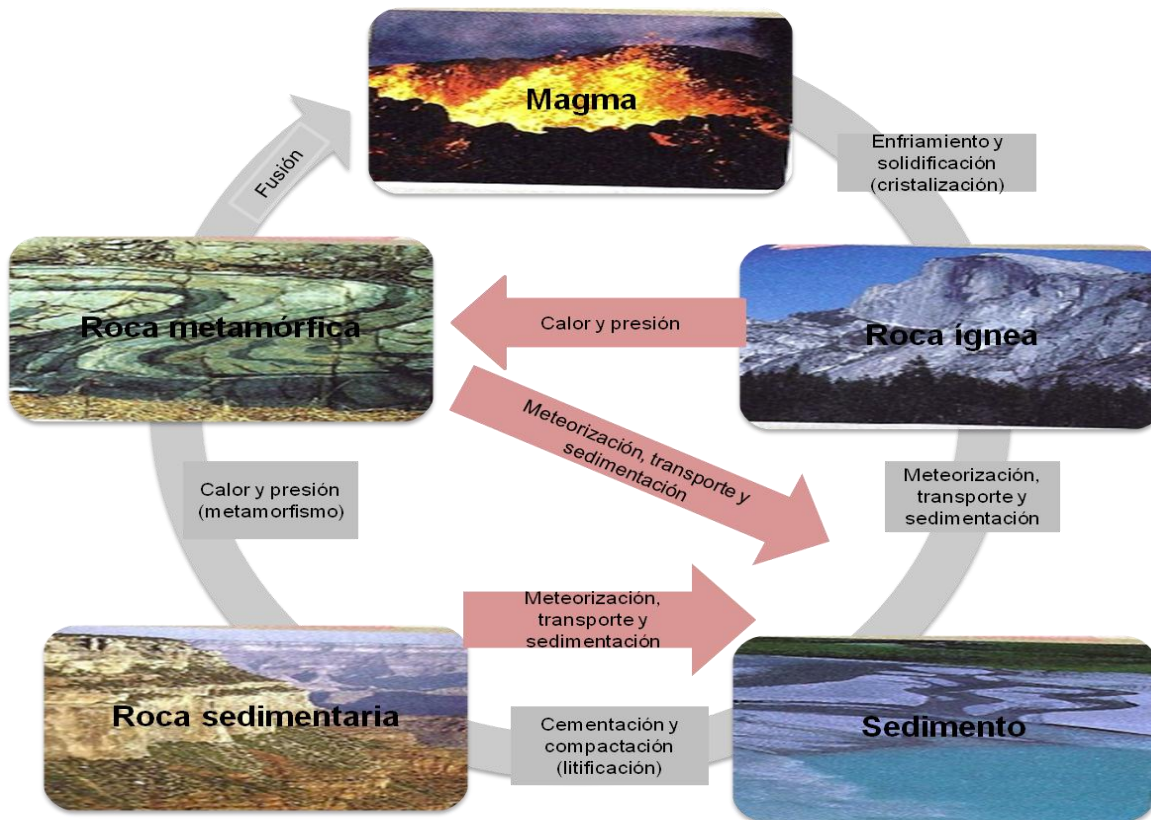 Magma
Enfriamiento y
solidificación
(cristalización)
Fusión
Roca metamórfica
Calor y presión
Roca ígnea
Meteorización, transporte y
sedimentación
Calor y presión
(metamorfismo)
Meteorización,
transporte y
sedimentación
Meteorización,
transporte y
sedimentación
Roca sedimentaria
Cementación y
compactación
(litificación)
Sedimento